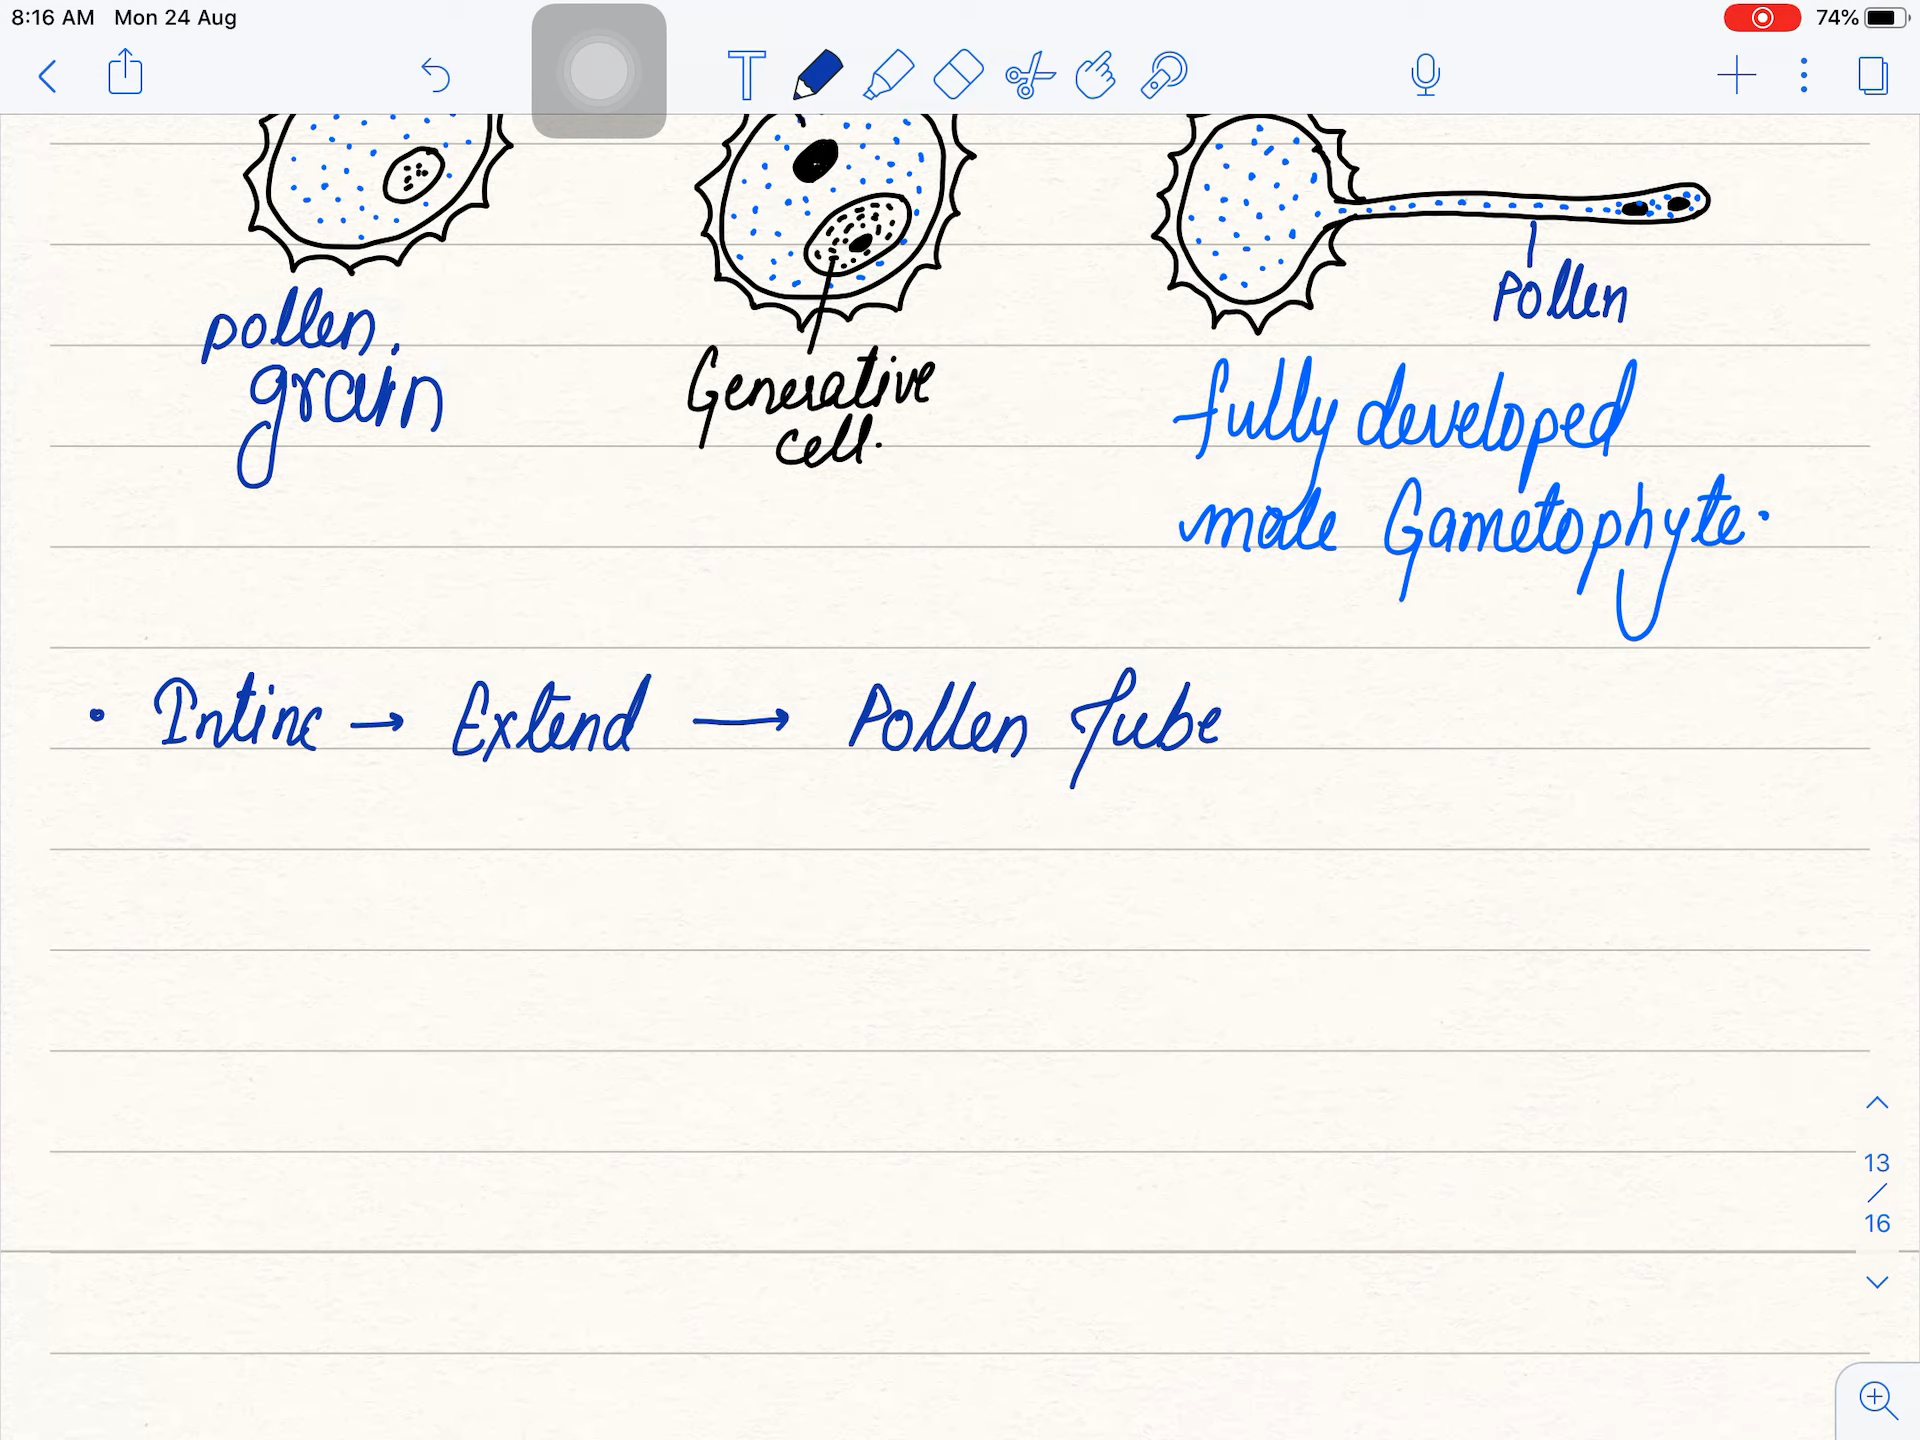 8:16 AM Mon 24 Aug
74%
T
pollen.
grain
Generative
cell.
Pollen
fully developed
male Gametophyte.
• Intine → Extend → Pollen Tube
13
/
16